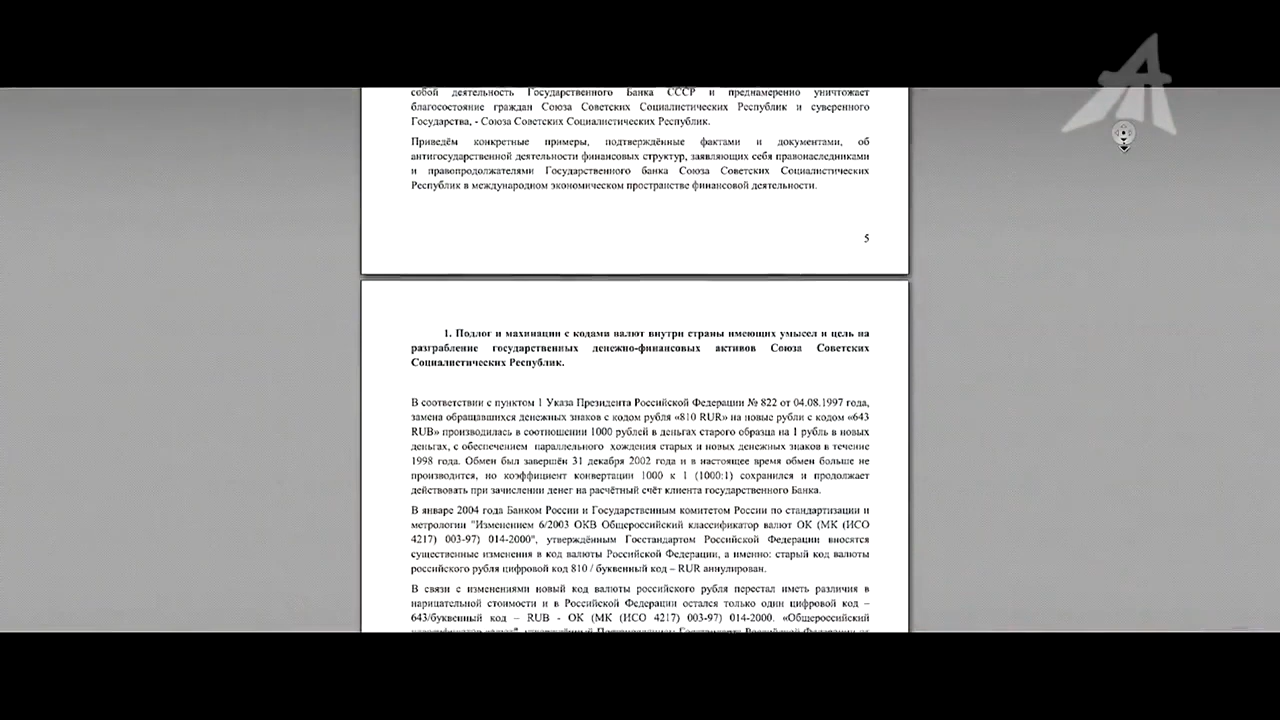 собой деятельность Государственного Банка СССР и преднамеренно уничтожает
благосостояние граждан Союза Советских Социалистических Республик и суверенного
Государства, - Союза Советских Социалистических Республик.
Приведём конкретные примеры, подтверждённые фактами и документами, об
антигосударственной деятельности финансовых структур, заявляющих себя правонаследниками
и правопродолжателями Государственного банка Союза Советских Социалистических
Республик в международном экономическом пространстве финансовой деятельности.
5
1. Подлог и махинации с кодами валют внутри страны имеющих умысел и цель на
разграбление государственных денежно-финансовых активов Союза Советских
Социалистических Республик.
В соответствии с пунктом 1 Указа Президента Российской Федерации № 822 от 04.08.1997 года,
замена обращавшихся денежных знаков с кодом рубля «810 RUR» на новые рубли с кодом «643
RUB» производилась в соотношении 1000 рублей в деньгах старого образца на 1 рубль в новых
деньгах, с обеспечением параллельного хождения старых и новых денежных знаков в течение
1998 года. Обмен был завершён 31 декабря 2002 года и в настоящее время обмен больше не
производится, но коэффициент конвертации 1000 к 1 (1000:1) сохранился и продолжает
действовать при зачислении денег на расчётный счёт клиента государственного Банка.
В январе 2004 года Банком России и Государственным комитетом России по стандартизации и
метрологии "Изменением 6/2003 ОКВ Общероссийский классификатор валют ОК (МК (ИСО
4217) 003-97) 014-2000", утверждённым Госстандартом Российской Федерации вносятся
существенные изменения в код валюты Российской Федерации, а именно: старый код валюты
российского рубля цифровой код 810 / буквенный код – RUR аннулирован.
В связи с изменениями новый код валюты российского рубля перестал иметь различия в
нарицательной стоимости и в Российской Федерации остался только один цифровой код –
643/буквенный код – RUB - ОК (МК (ИСО 4217) 003-97) 014-2000. «Общероссийский